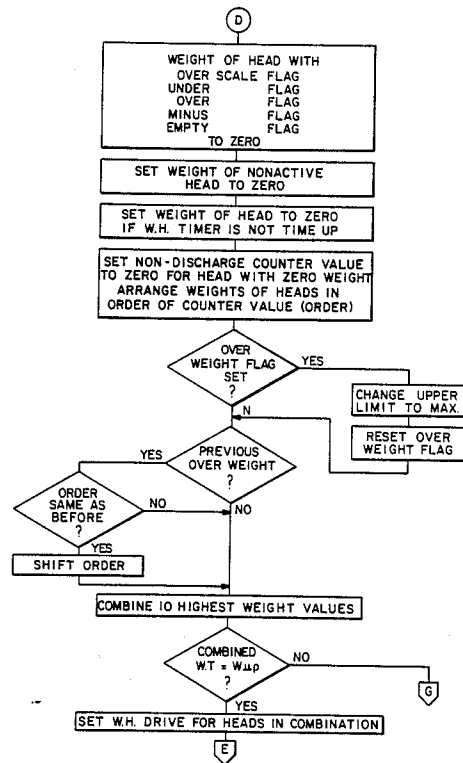 D
WEIGHT OF HEAD WITH
OVER SCALE FLAG
UNDER FLAG
OVER FLAG
MINUS FLAG
EMPTY FLAG
TO ZERO
SET WEIGHT OF NONACTIVE
HEAD TO ZERO
SET WEIGHT OF HEAD TO ZERO
IF W.H. TIMER IS NOT TIME UP
SET NON-DISCHARGE COUNTER VALUE
TO ZERO FOR HEAD WITH ZERO WEIGHT
ARRANGE WEIGHTS OF HEADS IN
ORDER OF COUNTER VALUE (ORDER)
OVER
WEIGHT FLAG
SET
?
YES
N
CHANGE UPPER
LIMIT TO MAX.
RESET OVER
WEIGHT FLAG
PREVIOUS
OVER WEIGHT
?
YES
NO
ORDER
SAME AS
BEFORE
?
NO
YES
SHIFT ORDER
COMBINE 10 HIGHEST WEIGHT VALUES
COMBINED
W.T = Wμρ
?
NO
G
YES
SET W.H. DRIVE FOR HEADS IN COMBINATION
E